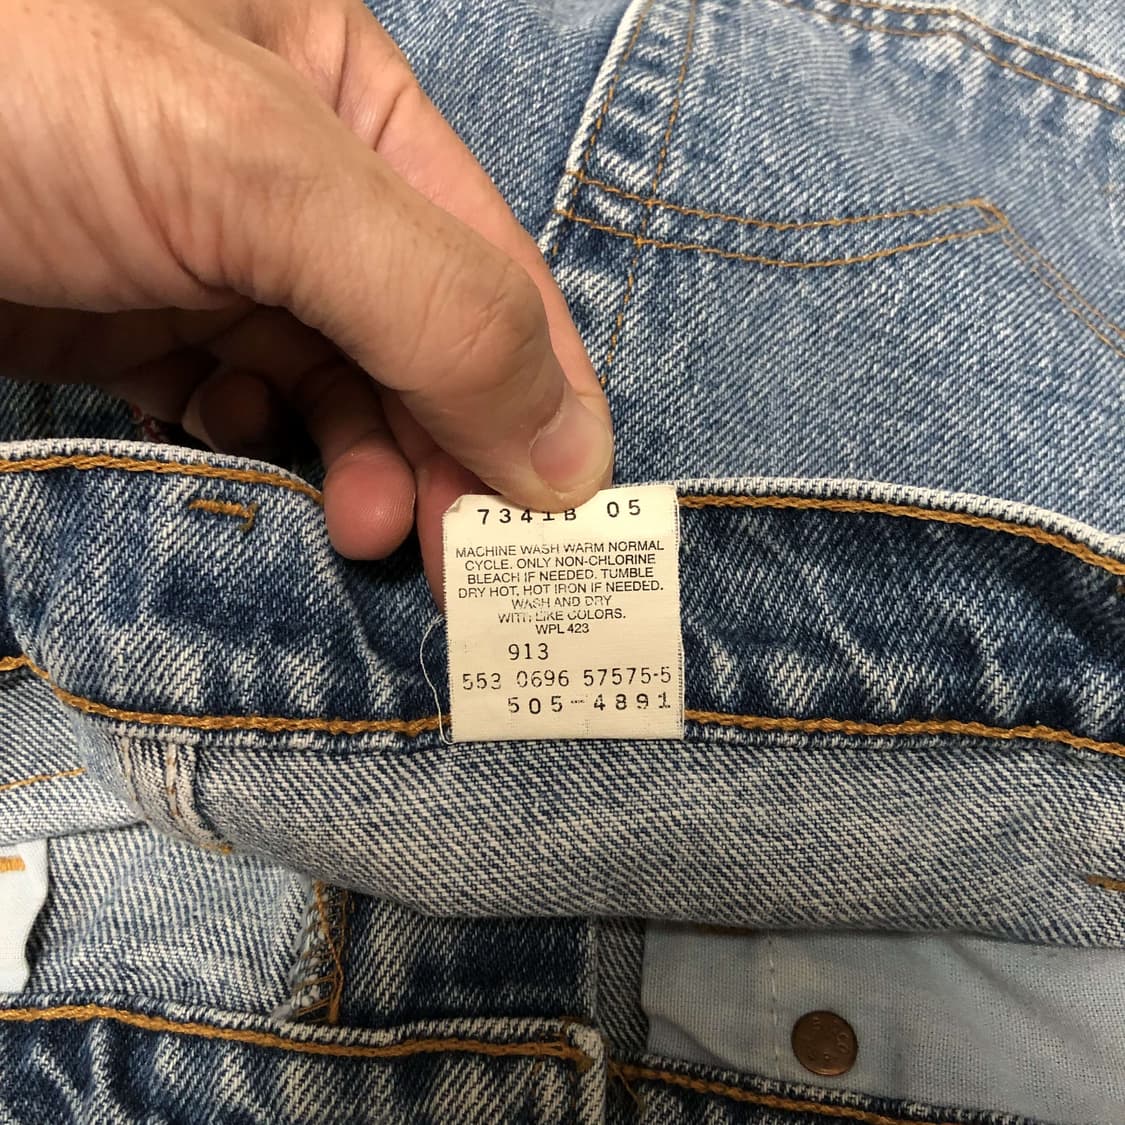 7341B 05
MACHINE WASH WARM NORMAL
CYCLE. ONLY NON-CHLORINE
BLEACH IF NEEDED. TUMBLE
DRY HOT, HOT IRON IF NEEDED.
WASH AND DRY
WITH LIKE COLORS.
WPL 423
913
553 0696 57575-5
505-4891